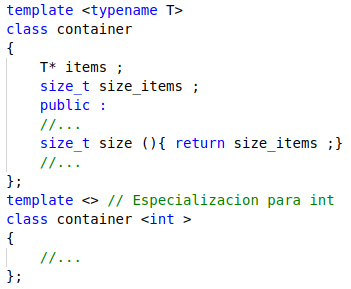 template <typename T>
class container
{
T* items ;
size_t size_items ;
public :
//...
size_t size (){ return size_items ;}
//...
};
template <> // Especializacion para int
class container <int >
{
//...
};